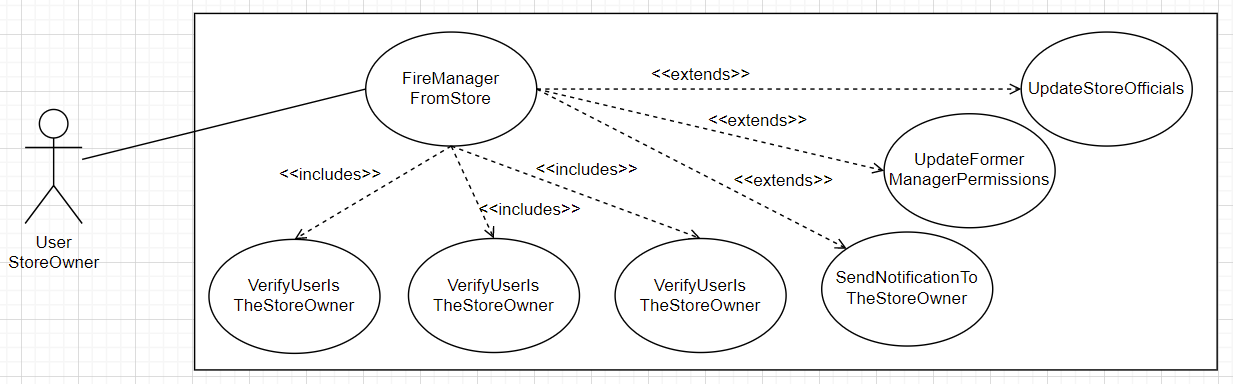 FireManager
FromStore
<<extends>>
UpdateStoreOfficials
<<extends>>
UpdateFormer
ManagerPermissions
<<includes>>
<<includes>>
<<extends>>
<<includes>>
User
StoreOwner
VerifyUserIs
TheStoreOwner
VerifyUserIs
TheStoreOwner
VerifyUserIs
TheStoreOwner
SendNotificationTo
TheStoreOwner